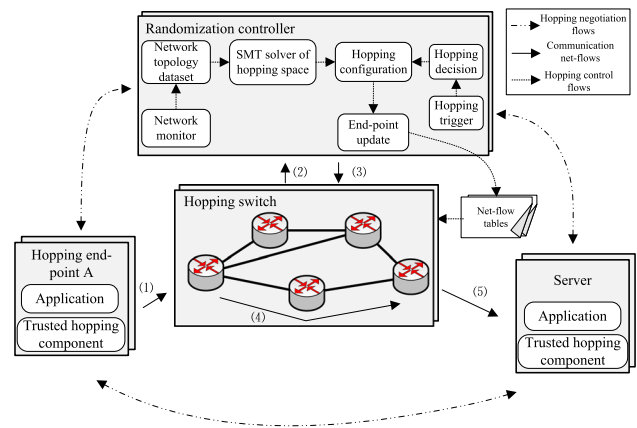 Randomization controller
Network
topology
dataset
SMT solver of
hopping space
Hopping
configuration
Hopping
decision
Network
monitor
End-point
update
Hopping
trigger
Hopping negotiation
flows
Communication
net-flows
Hopping control
flows
(2)
(3)
Hopping switch
Net-flow
tables
Hopping end-
point A
Application
Trusted hopping
component
(1)
(4)
(5)
Server
Application
Trusted hopping
component